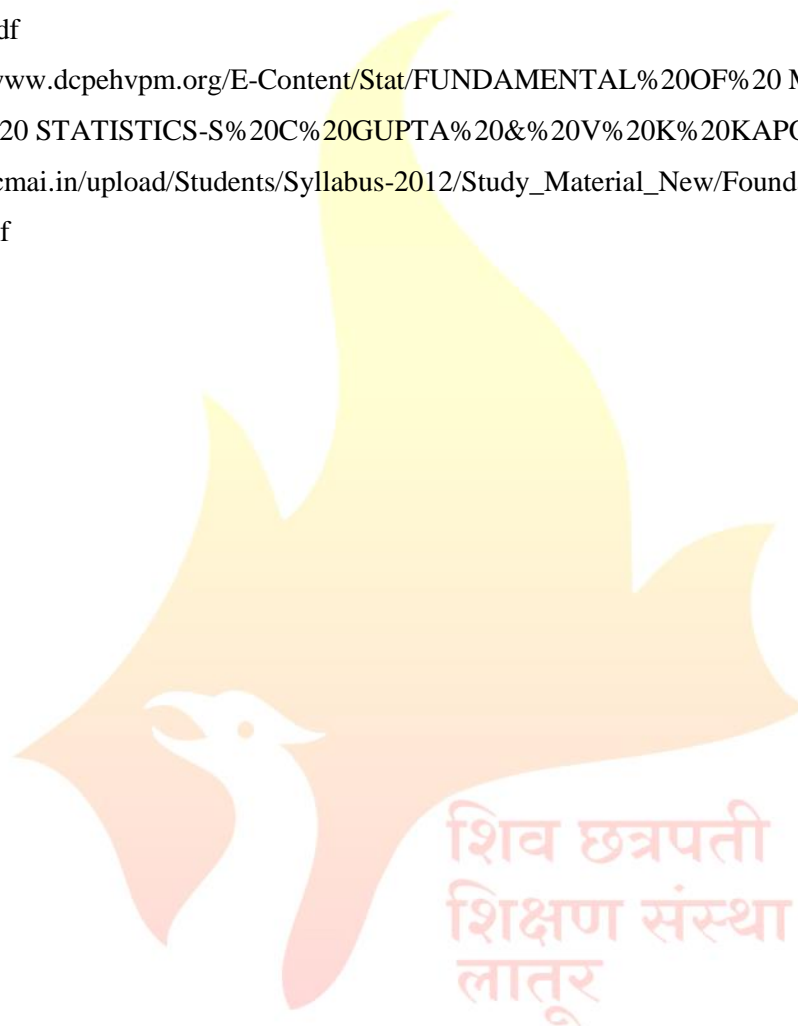 df
www.dcpehvpm.org/E-Content/Stat/FUNDAMENTAL%20OF%20 M
20 STATISTICS-S%20C%20GUPTA%20&%20V%20K%20KAPO
cmai.in/upload/Students/Syllabus-2012/Study_Material_New/Found
f
शिव छत्रपती
शिक्षण संस्था
लातूर